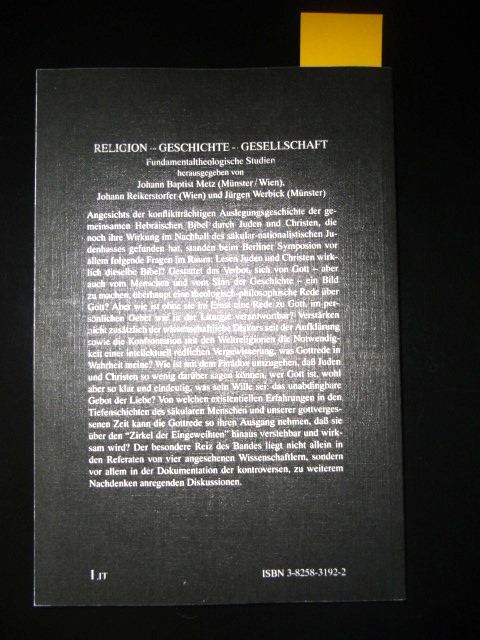 RELIGION - GESCHICHTE - GESELLSCHAFT
Fundamentaltheologische Studien
herausgegeben von
Johann Baptist Metz (Münster/Wien),
Johann Reikerstorfer (Wien) und Jürgen Werbick (Münster)
Angesichts der konfliktträchtigen Auslegungsgeschichte der ge-
meinsamen Hebräischen Bibel durch Juden und Christen, die
noch ihre Wirkung im Nachhall des säkular-nationalistischen Ju-
denhasses gefunden hat, standen beim Berliner Symposion vor
allem folgende Fragen im Raum: Lesen Juden und Christen wirk-
lich dieselbe Bibel? Gestattet das Verbot, sich von Gott – aber
auch vom Menschen und vom Sinn der Geschichte – ein Bild
zu machen, überhaupt eine theologisch-philosophische Rede über
Gott? Aber wie ist ohne sie im Ernst eine Rede zu Gott, im per-
sönlichen Gebet wie in der Liturgie verantwortbar? Verstärken
nicht zusätzlich der wissenschaftliche Diskurs seit der Aufklärung
sowie die Konfrontation mit den Weltreligionen die Notwendig-
keit einer intellektuell redlichen Vergewisserung, was Gottrede in
Wahrheit meine? Wie ist mit dem Paradox umzugehen, daß Juden
und Christen so wenig darüber sagen können, wer Gott ist, wohl
aber so klar und eindeutig, was sein Wille sei: das unabdingbare
Gebot der Liebe? Von welchen existentiellen Erfahrungen in den
Tiefenschichten des säkularen Menschen und unserer gottverges-
senen Zeit kann die Gottrede so ihren Ausgang nehmen, daß sie
über den "Zirkel der Eingeweihten" hinaus verstehbar und wirk-
sam wird? Der besondere Reiz des Bandes liegt nicht allein in
den Referaten von vier angesehenen Wissenschaftlern, sondern
vor allem in der Dokumentation der kontroversen, zu weiterem
Nachdenken anregenden Diskussionen.
LIT
ISBN 3-8258-3192-2